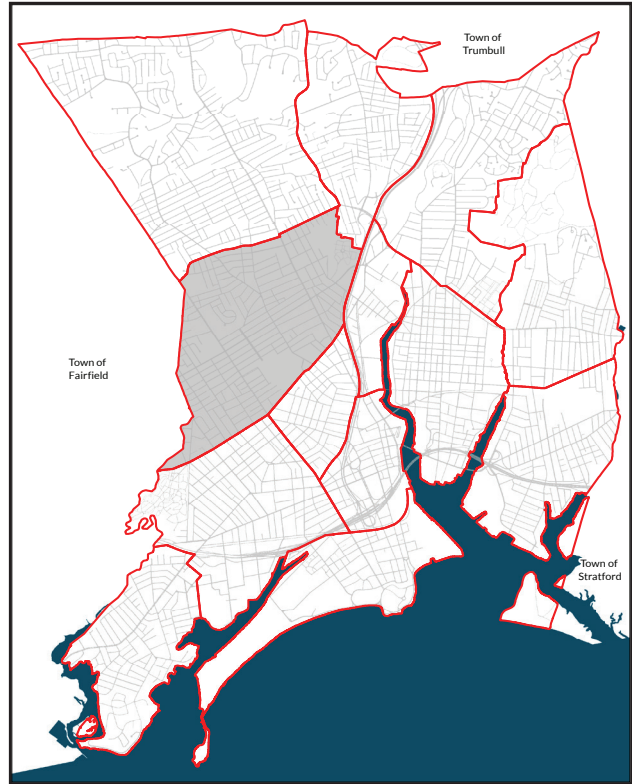 Town of
Trumbull
Town of
Fairfield
Town of
Stratford